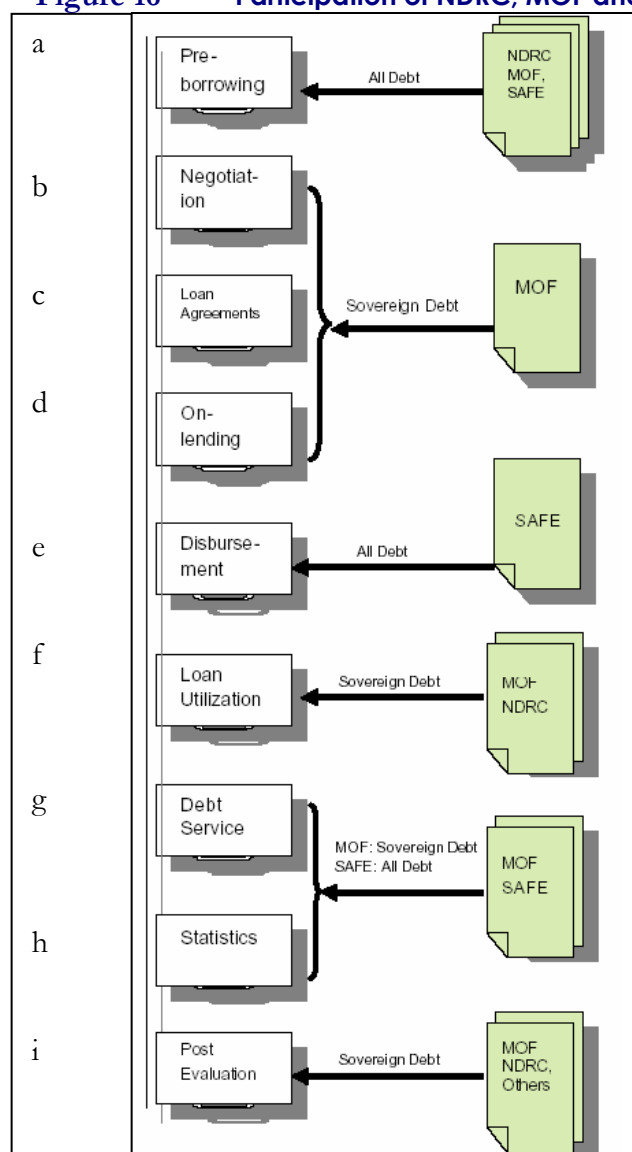 Participation of NDRC, MOF and
a
Pre-
borrowing
All Debt
NDRC
MOF,
SAFE
b
Negotiat-
ion
c
Loan
Agreements
Sovereign Debt
MOF
d
On-
lending
e
Disburse-
ment
All Debt
SAFE
f
Loan
Utilization
Sovereign Debt
MOF
NDRC
g
Debt
Service
MOF: Sovereign Debt
SAFE: All Debt
MOF
SAFE
h
Statistics
i
Post
Evaluation
Sovereign Debt
MOF
NDRC,
Others